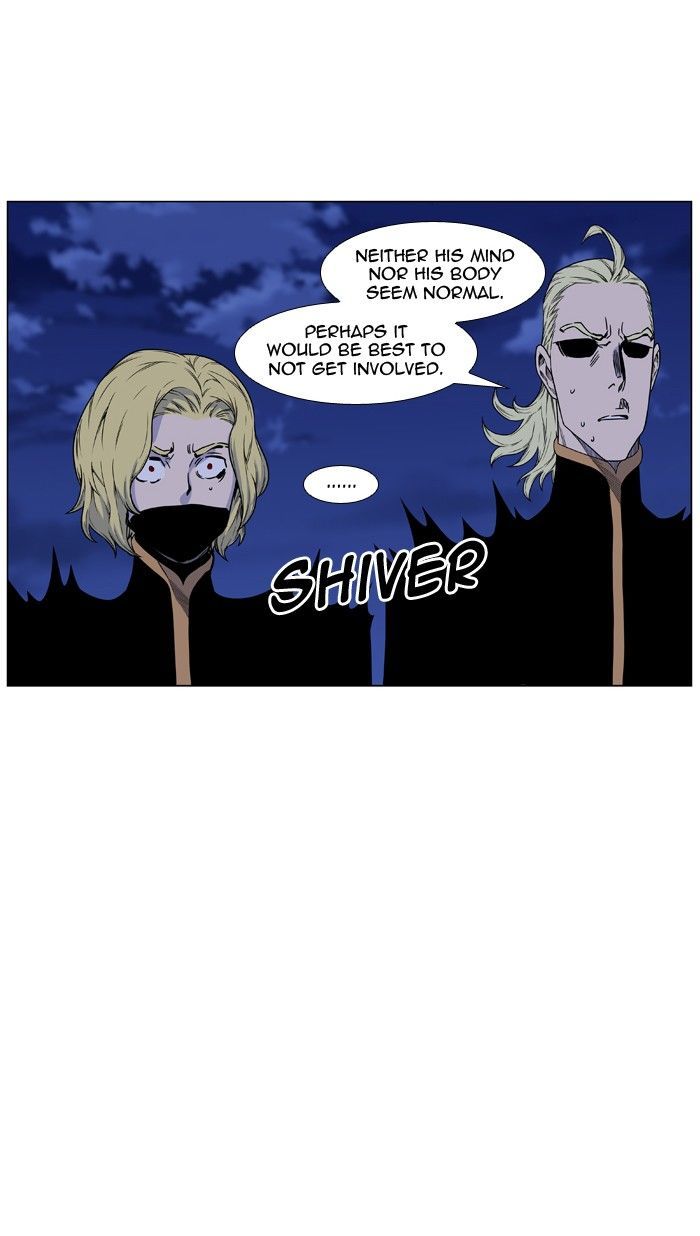 NEITHER HIS MIND
NOR HIS BODY
SEEM NORMAL.
PERHAPS IT
WOULD BE BEST TO
NOT GET INVOLVED.
......
SHIVER